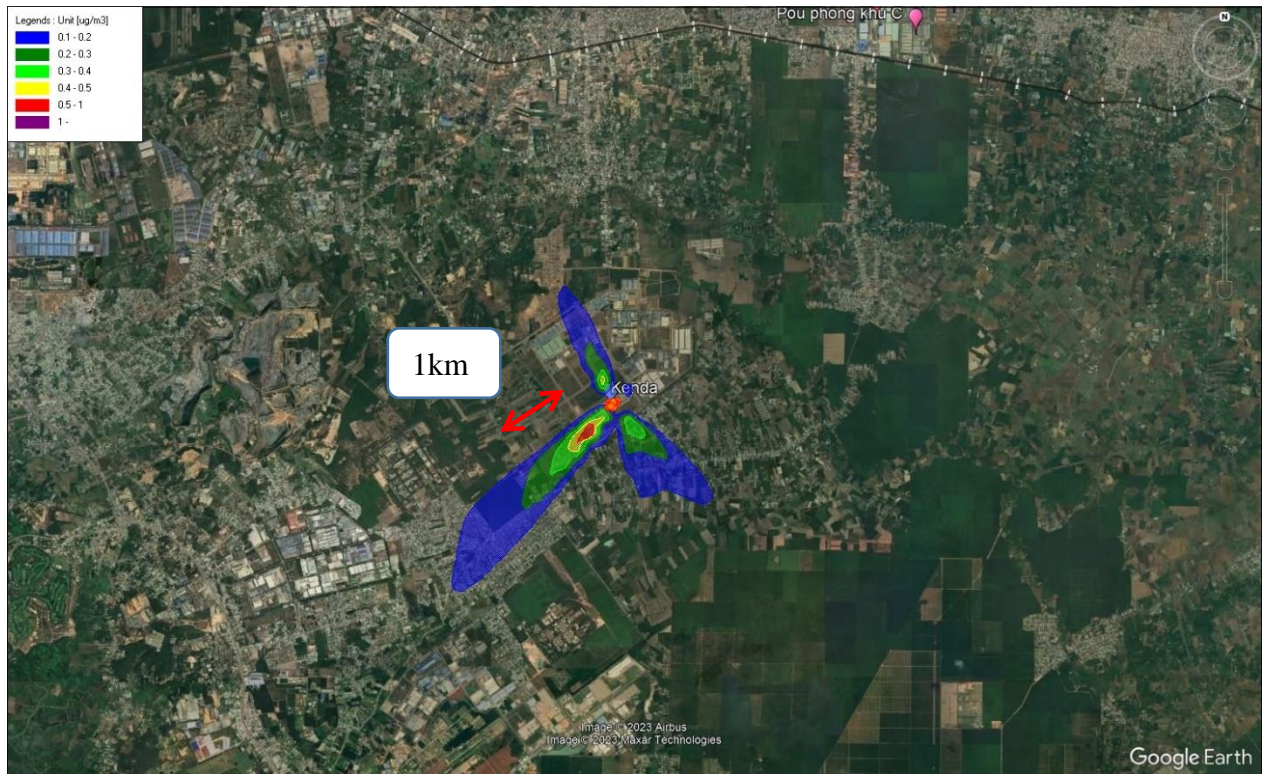 Legends : Unit [ug/m3]
0.1 - 0.2
0.2 - 0.3
0.3 - 0.4
0.4 - 0.5
0.5 - 1
1 -
Pou phong khu C
N
1km
Kenda
Image © 2023 Airbus
Image © 2023 Maxar Technologies
Google Earth